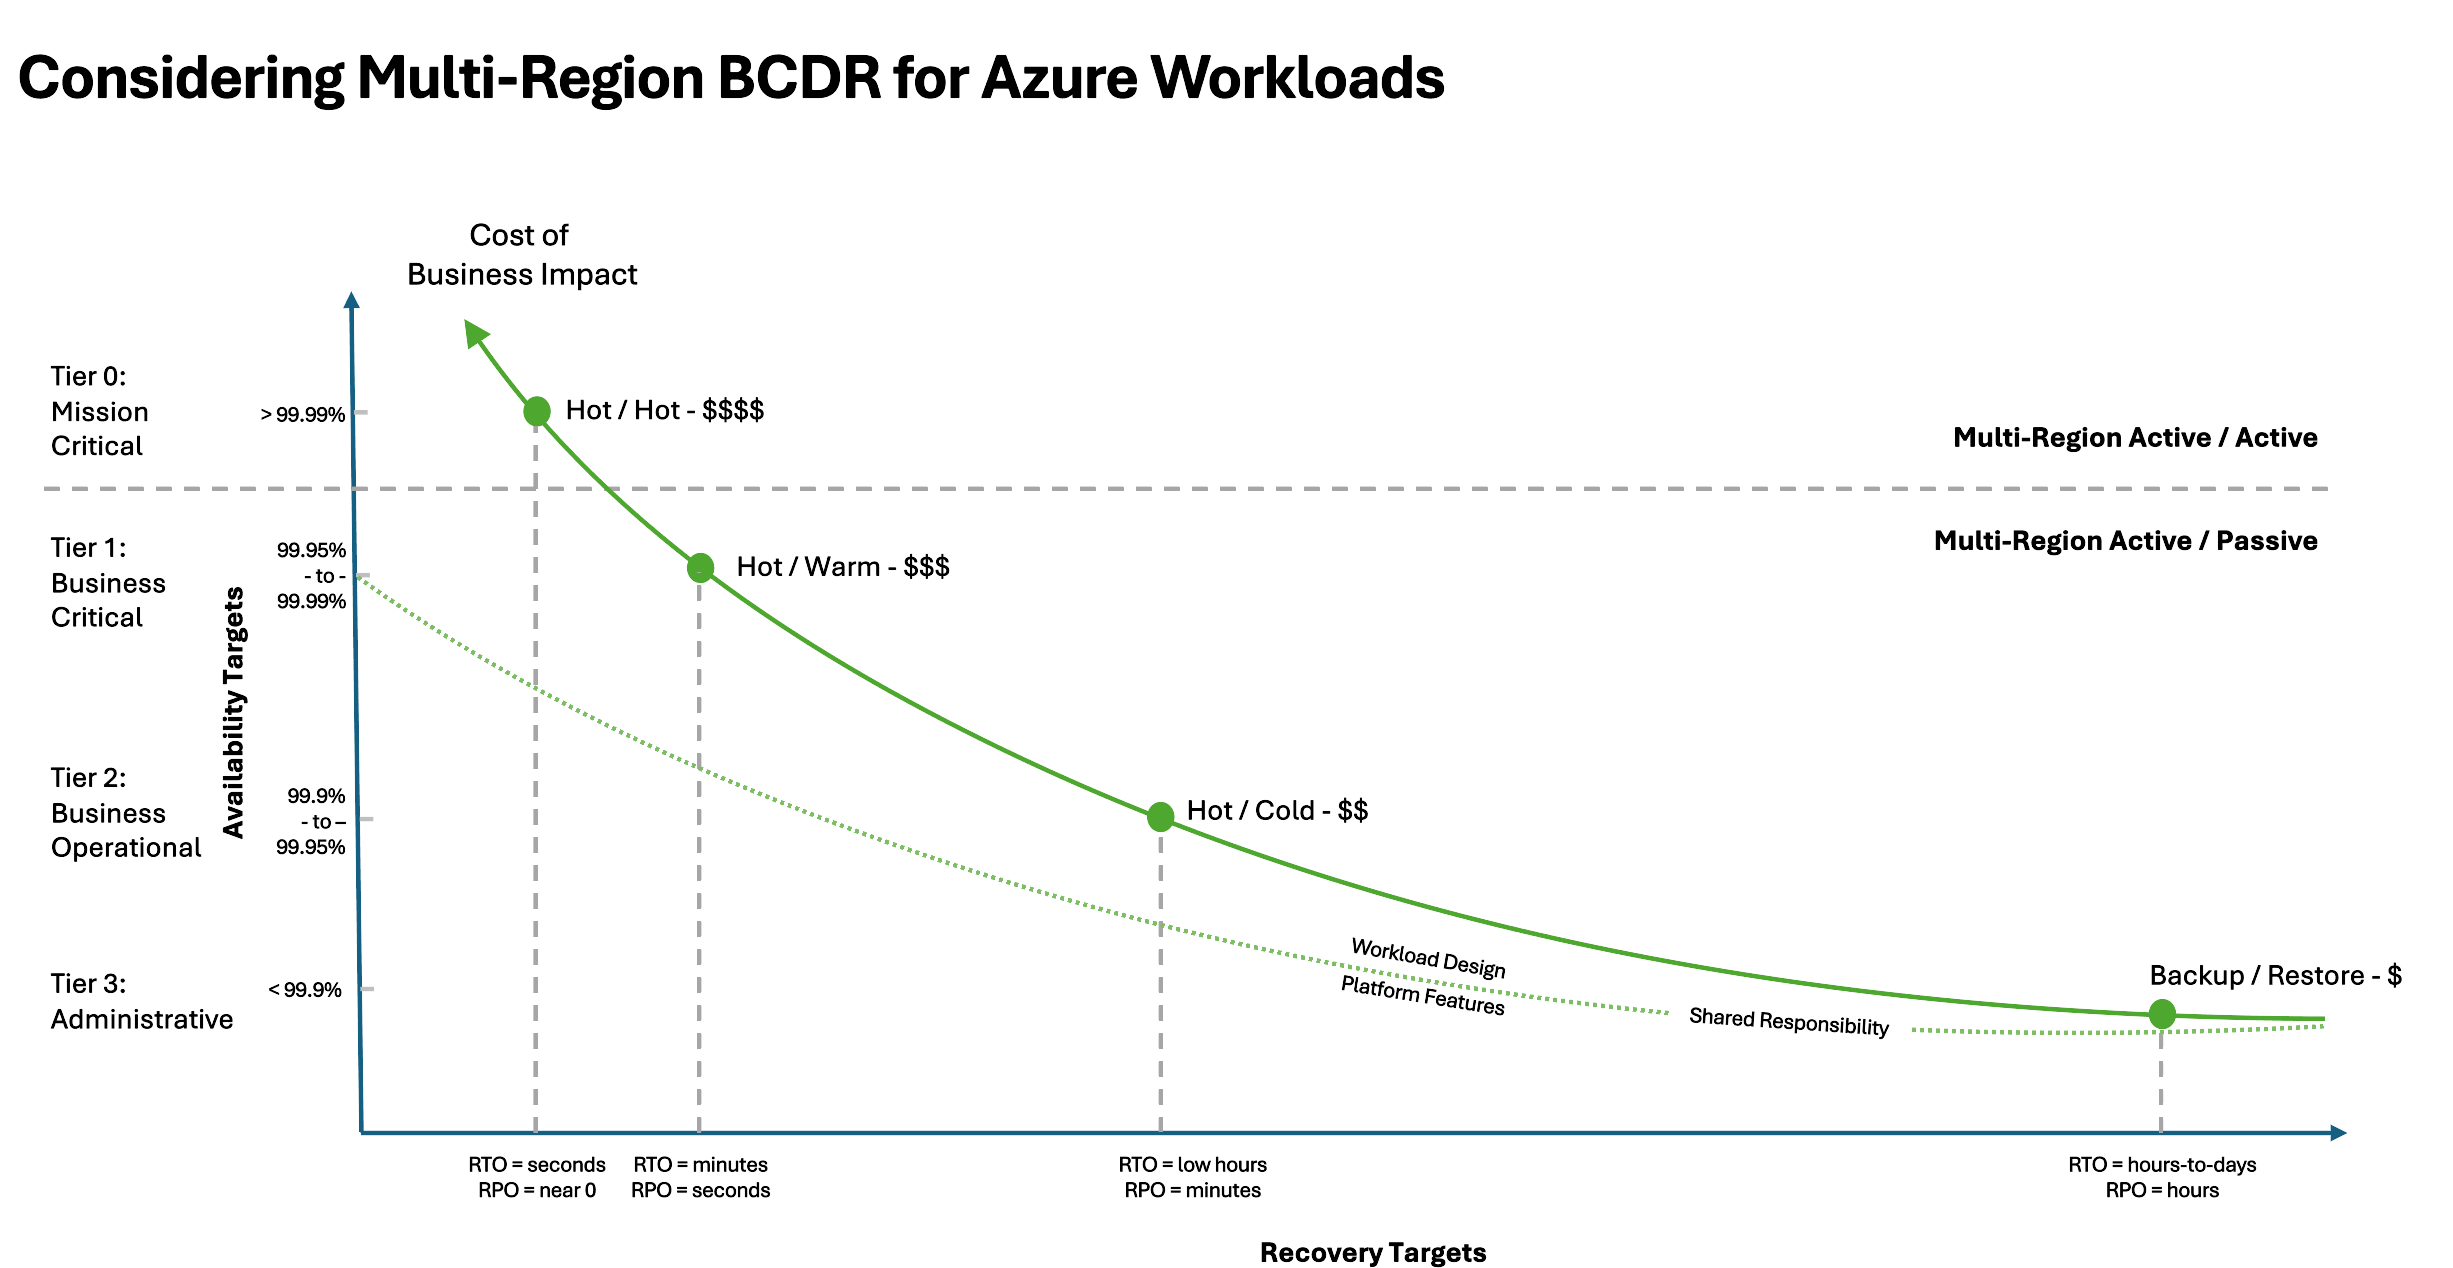 Considering Multi-Region BCDR for Azure Workloads
Cost of
Business Impact
Tier 0:
Mission
Critical
> 99.99%
Hot / Hot - $$$$
Multi-Region Active / Active
Multi-Region Active / Passive
Tier 1:
Business
Critical
99.95%
- to -
99.99%
Hot / Warm - $$$
Availability Targets
Tier 2:
Business
Operational
99.9%
- to –
99.95%
Hot / Cold - $$
Tier 3:
Administrative
< 99.9%
Workload Design
Platform Features
Shared Responsibility
Backup / Restore - $
RTO = seconds
RPO = near 0
RTO = minutes
RPO = seconds
RTO = low hours
RPO = minutes
RTO = hours-to-days
RPO = hours
Recovery Targets